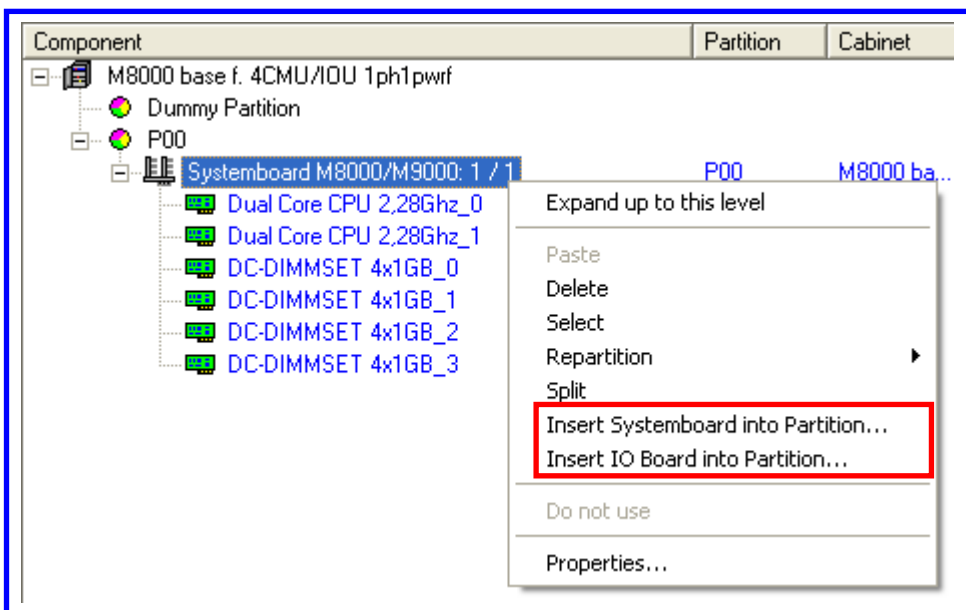 Component Partition Cabinet
M8000 base f. 4CMU/IOU 1ph1pwrf
Dummy Partition
P00
Systemboard M8000/M9000: 1 / 1 P00 M8000 ba...
Dual Core CPU 2,28Ghz_0
Dual Core CPU 2,28Ghz_1
DC-DIMMSET 4x1GB_0
DC-DIMMSET 4x1GB_1
DC-DIMMSET 4x1GB_2
DC-DIMMSET 4x1GB_3
Expand up to this level
Paste
Delete
Select
Repartition
Split
Insert Systemboard into Partition...
Insert IO Board into Partition...
Do not use
Properties...